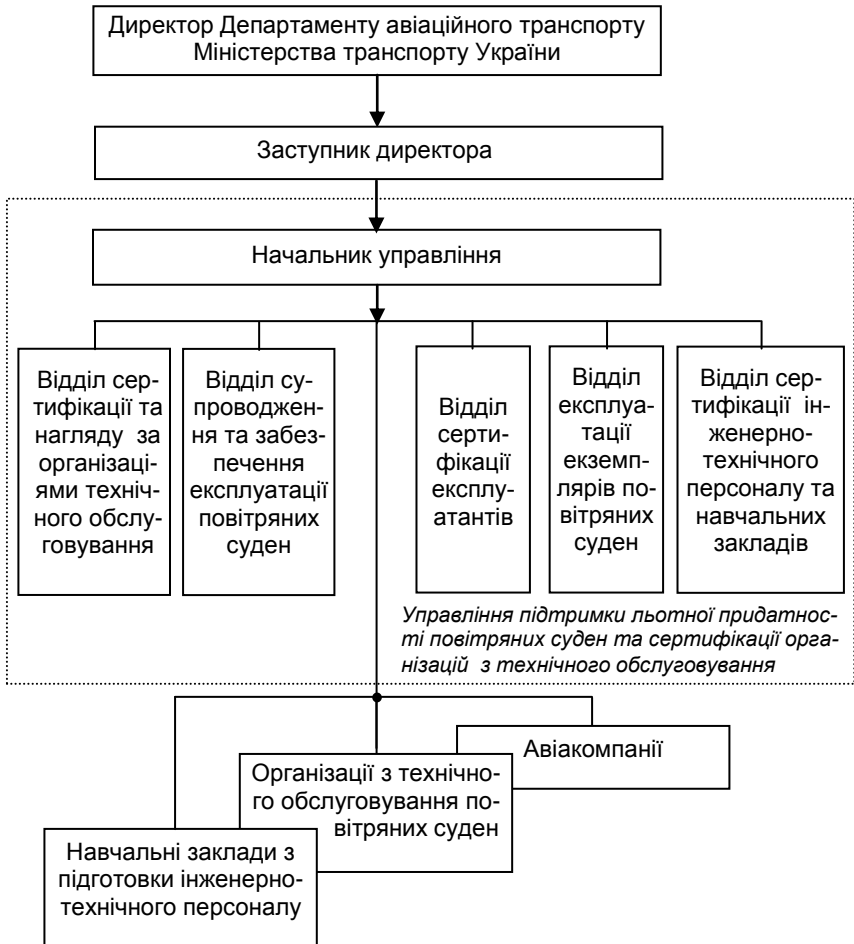 Директор Департаменту авіаційного транспорту
Міністерства транспорту України
Заступник директора
Начальник управління
Відділ сер-
тифікації та
нагляду за
організаці-
ями техніч-
ного обслу-
говування
Відділ су-
проводжен-
ня та забез-
печення
експлуатації
повітряних
суден
Відділ
серти-
фікації
експлу-
атантів
Відділ
експлуа-
тації
екземп-
лярів по-
вітряних
суден
Відділ сер-
тифікації ін-
женерно-
технічного
персоналу та
навчальних
закладів
Управління підтримки льотної придатнос-
ті повітряних суден та сертифікації орга-
нізацій з технічного обслуговування
Авіакомпанії
Організації з технічно-
го обслуговування по-
вітряних суден
Навчальні заклади з
підготовки інженерно-
технічного персоналу